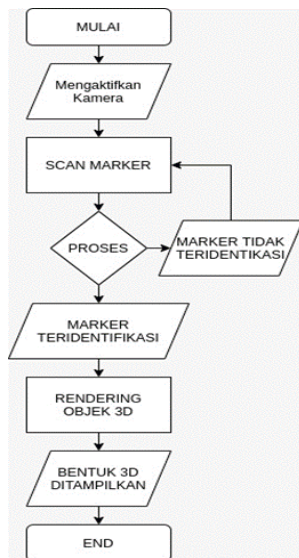 MULAI
Mengaktifkan
Kamera
SCAN MARKER
PROSES
MARKER TIDAK
TERIDENTIKASI
MARKER
TERIDENTIFIKASI
RENDERING
OBJEK 3D
BENTUK 3D
DITAMPILKAN
END